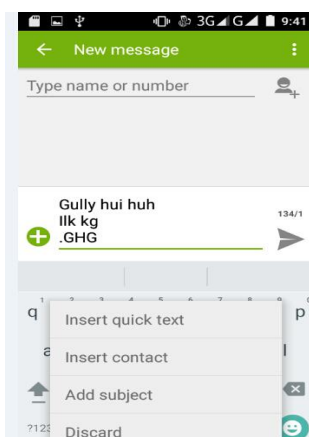 3G G 9:41
New message
Type name or number
Gully hui huh
Ilk kg
.GHG
134/1
q p
Insert quick text
Insert contact
Add subject
?123
Discard